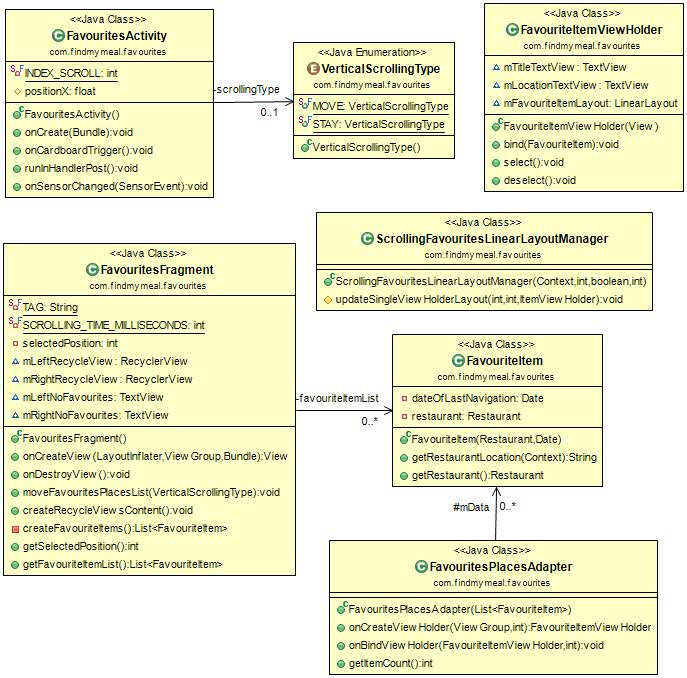 <<Java Class>>
FavouritesActivity
com.findmymeal.favourites
INDEX_SCROLL: int
positionX: float
FavouritesActivity()
onCreate(Bundle):void
onCardboardTrigger():void
runInHandlerPost():void
onSensorChanged(SensorEvent):void
-scrollingType
0..1
<<Java Enumeration>>
VerticalScrollingType
com.findmymeal.favourites
MOVE: VerticalScrollingType
STAY: VerticalScrollingType
VerticalScrollingType()
<<Java Class>>
FavouriteItemViewHolder
com.findmymeal.favourites
mTitleTextView : TextView
mLocationTextView : TextView
mFavouriteItemLayout: LinearLayout
FavouriteItemView Holder(View )
bind(FavouriteItem):void
select():void
deselect():void
<<Java Class>>
ScrollingFavouritesLinearLayoutManager
com.findmymeal.favourites
ScrollingFavouritesLinearLayoutManager(Context,int,boolean,int)
updateSingleView HolderLayout(int,int,ItemView Holder):void
<<Java Class>>
FavouritesFragment
com.findmymeal.favourites
TAG: String
SCROLLING_TIME_MILLISECONDS: int
selectedPosition: int
mLeftRecycleView : RecyclerView
mRightRecycleView : RecyclerView
mLeftNoFavourites: TextView
mRightNoFavourites: TextView
FavouritesFragment()
onCreateView (LayoutInflater,View Group,Bundle):View
onDestroyView ():void
moveFavouritesPlacesList(VerticalScrollingType):void
createRecycleView sContent():void
createFavouriteItems():List<FavouriteItem>
getSelectedPosition():int
getFavouriteItemList():List<FavouriteItem>
-favouriteItemList
0..*
<<Java Class>>
FavouriteItem
com.findmymeal.favourites
dateOfLastNavigation: Date
restaurant: Restaurant
FavouriteItem(Restaurant,Date)
getRestaurantLocation(Context):String
getRestaurant():Restaurant
#mData
0..*
<<Java Class>>
FavouritesPlacesAdapter
com.findmymeal.favourites
FavouritesPlacesAdapter(List<FavouriteItem>)
onCreateView Holder(View Group,int):FavouriteItemView Holder
onBindView Holder(FavouriteItemView Holder,int):void
getItemCount():int